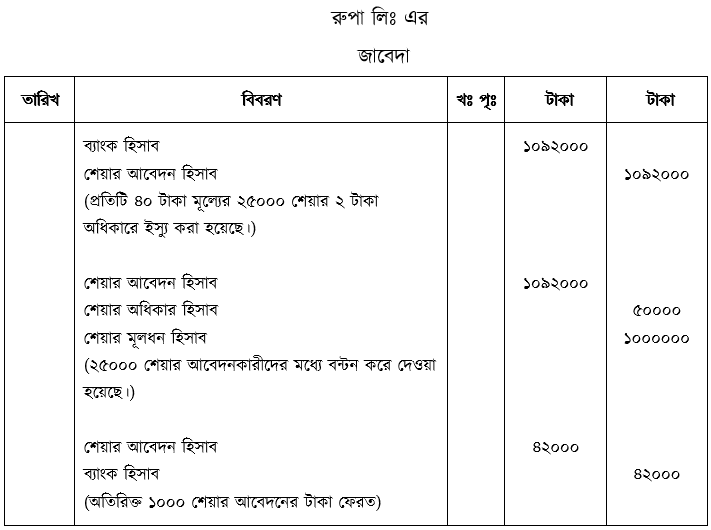 রুপা লিঃ এর
জাবেদা
তারিখ বিবরণ খঃ পৃঃ টাকা টাকা
ব্যাংক হিসাব ১০৯২০০০
শেয়ার আবেদন হিসাব ১০৯২০০০
(প্রতিটি ৪০ টাকা মূল্যের ২৫০০০ শেয়ার ২ টাকা
অধিকারে ইস্যু করা হয়েছে।)
শেয়ার আবেদন হিসাব ১০৯২০০০
শেয়ার অধিকার হিসাব ৫০০০০
শেয়ার মূলধন হিসাব ১০০০০০০
(২৫০০০ শেয়ার আবেদনকারীদের মধ্যে বন্টন করে দেওয়া
হয়েছে।)
শেয়ার আবেদন হিসাব ৪২০০০
ব্যাংক হিসাব ৪২০০০
(অতিরিক্ত ১০০০ শেয়ার আবেদনের টাকা ফেরত)